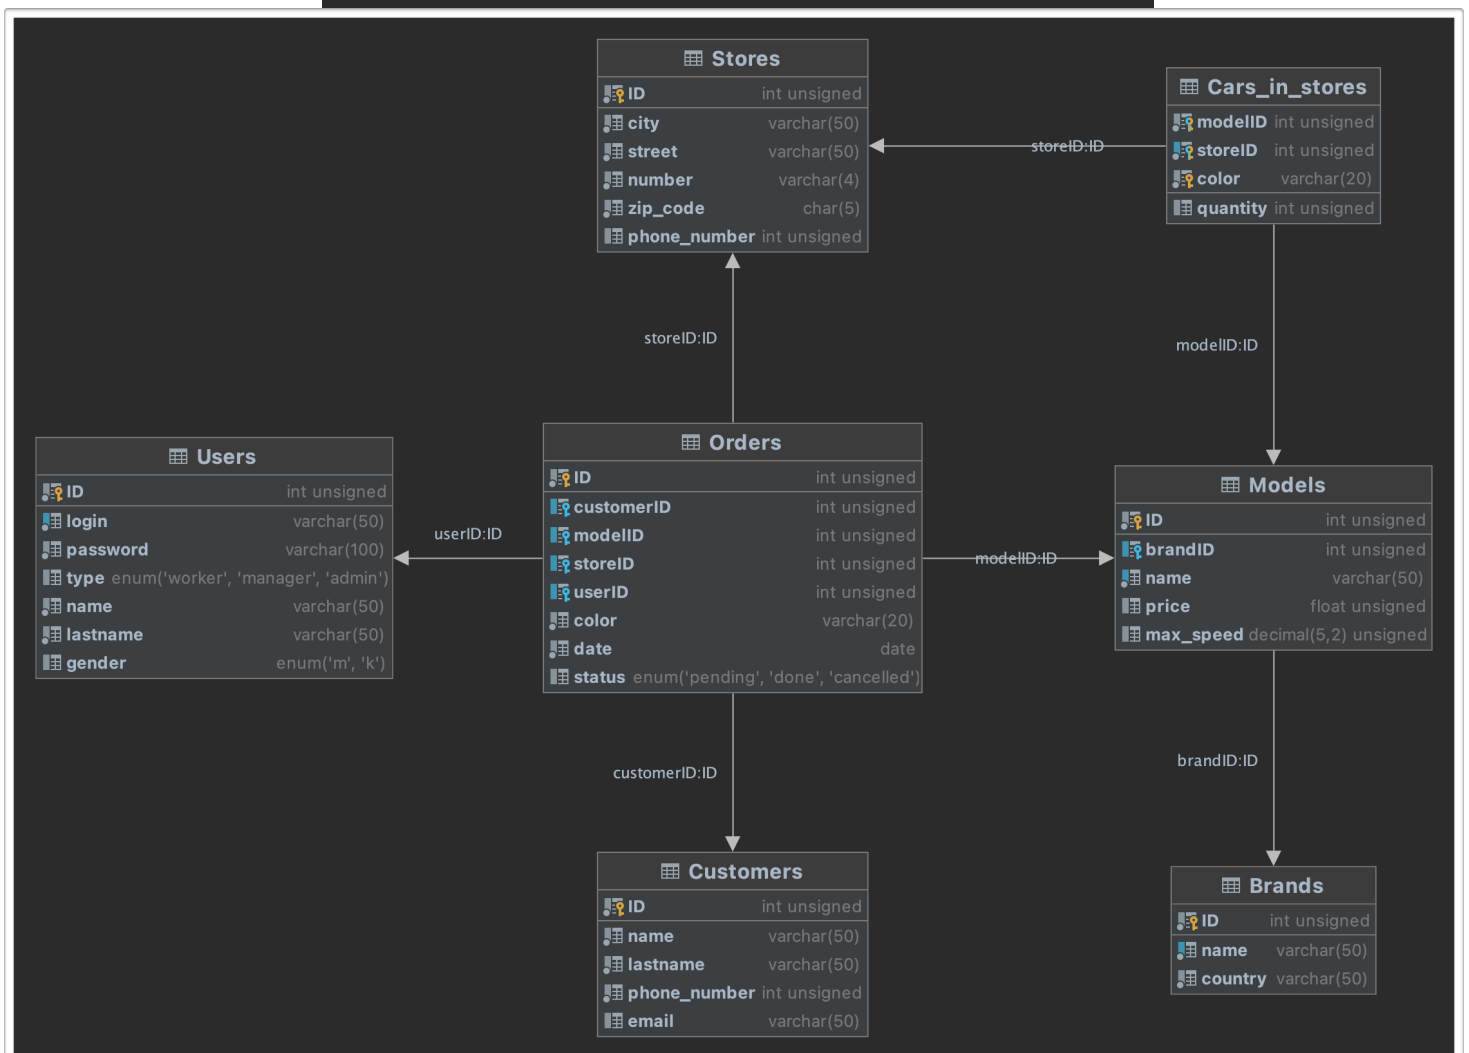 Stores
ID int unsigned
city varchar(50)
street varchar(50)
number varchar(4)
zip_code char(5)
phone_number int unsigned
Cars_in_stores
modelID int unsigned
storeID int unsigned
color varchar(20)
quantity int unsigned
storeID:ID
storeID:ID
modelID:ID
Users
ID int unsigned
login varchar(50)
password varchar(100)
type enum('worker', 'manager', 'admin')
name varchar(50)
lastname varchar(50)
gender enum('m', 'k')
userID:ID
Orders
ID int unsigned
customerID int unsigned
modelID int unsigned
storeID int unsigned
userID int unsigned
color varchar(20)
date date
status enum('pending', 'done', 'cancelled')
modelID:ID
Models
ID int unsigned
brandID int unsigned
name varchar(50)
price float unsigned
max_speed decimal(5,2) unsigned
customerID:ID
brandID:ID
Customers
ID int unsigned
name varchar(50)
lastname varchar(50)
phone_number int unsigned
email varchar(50)
Brands
ID int unsigned
name varchar(50)
country varchar(50)